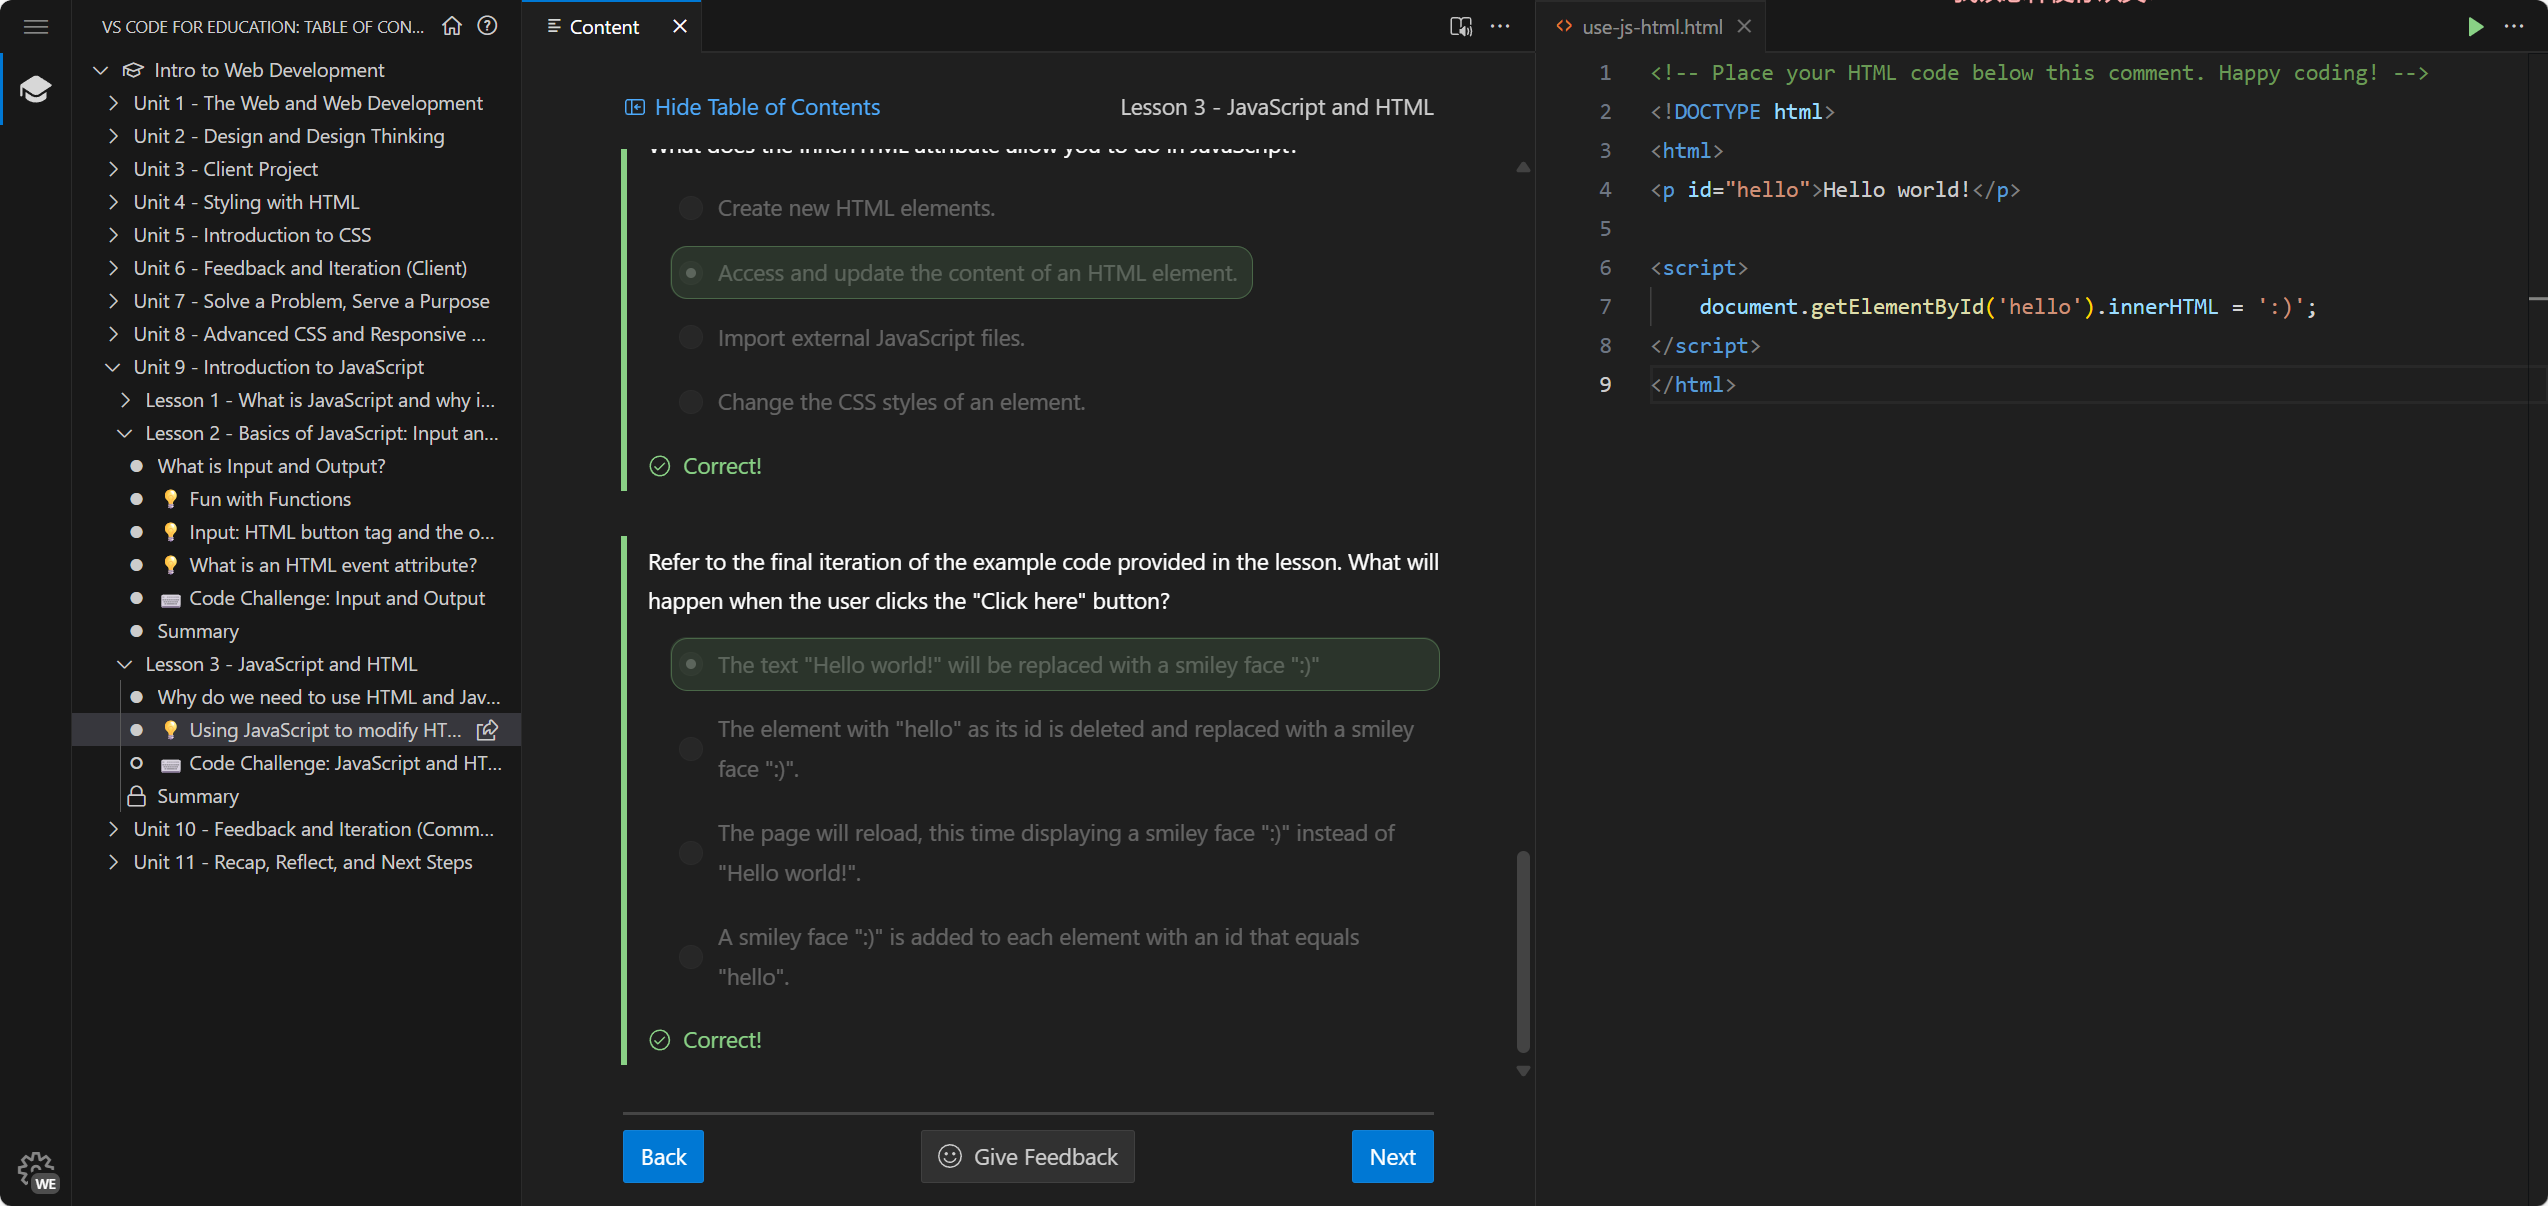 VS CODE FOR EDUCATION: TABLE OF CON...
Intro to Web Development
Unit 1 - The Web and Web Development
Unit 2 - Design and Design Thinking
Unit 3 - Client Project
Unit 4 - Styling with HTML
Unit 5 - Introduction to CSS
Unit 6 - Feedback and Iteration (Client)
Unit 7 - Solve a Problem, Serve a Purpose
Unit 8 - Advanced CSS and Responsive ...
Unit 9 - Introduction to JavaScript
Lesson 1 - What is JavaScript and why i...
Lesson 2 - Basics of JavaScript: Input an...
What is Input and Output?
Fun with Functions
Input: HTML button tag and the o...
What is an HTML event attribute?
Code Challenge: Input and Output
Summary
Lesson 3 - JavaScript and HTML
Why do we need to use HTML and Jav...
Using JavaScript to modify HT...
Code Challenge: JavaScript and HT...
Summary
Unit 10 - Feedback and Iteration (Comm...
Unit 11 - Recap, Reflect, and Next Steps
WE
Content
Hide Table of Contents
Lesson 3 - JavaScript and HTML
What does the innerHTML attribute allow you to do in JavaScript?
Create new HTML elements.
Access and update the content of an HTML element.
Import external JavaScript files.
Change the CSS styles of an element.
Correct!
Refer to the final iteration of the example code provided in the lesson. What will
happen when the user clicks the "Click here" button?
The text "Hello world!" will be replaced with a smiley face ":)"
The element with "hello" as its id is deleted and replaced with a smiley
face ":)".
The page will reload, this time displaying a smiley face ":)" instead of
"Hello world!".
A smiley face ":)" is added to each element with an id that equals
"hello".
Correct!
Back
Give Feedback
Next
use-js-html.html
1 <!-- Place your HTML code below this comment. Happy coding! -->
2 <!DOCTYPE html>
3 <html>
4 <p id="hello">Hello world!</p>
5
6 <script>
7 document.getElementById('hello').innerHTML = ':)';
8 </script>
9 </html>